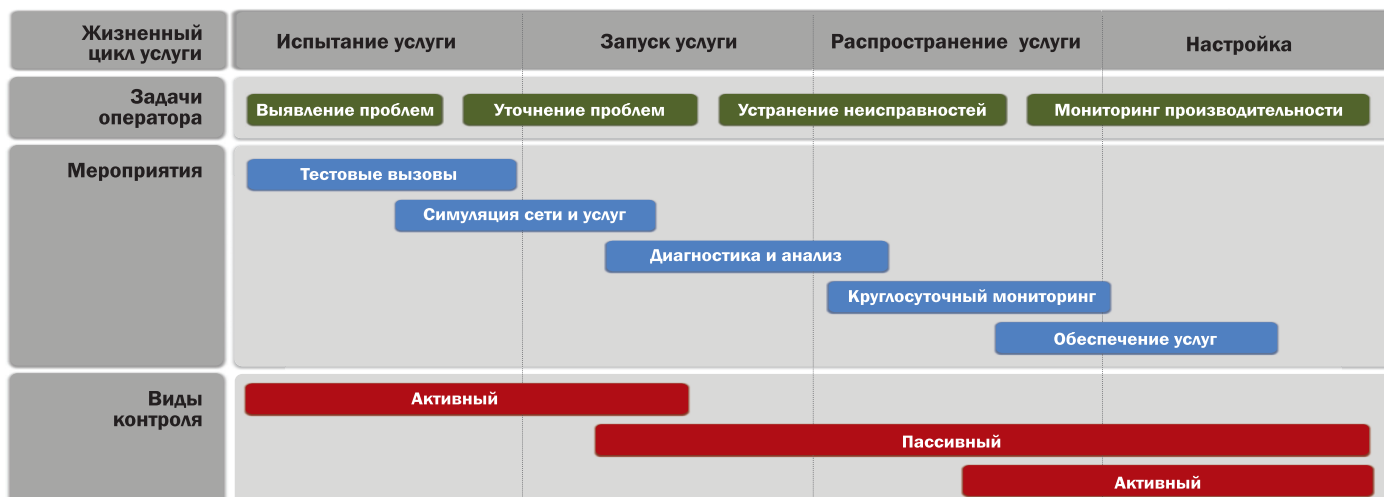 Жизненный
цикл услуги
Испытание услуги
Запуск услуги
Распространение услуги
Настройка
Задачи
оператора
Выявление проблем
Уточнение проблем
Устранение неисправностей
Мониторинг производительности
Мероприятия
Тестовые вызовы
Симуляция сети и услуг
Диагностика и анализ
Круглосуточный мониторинг
Обеспечение услуг
Виды
контроля
Активный
Пассивный
Активный